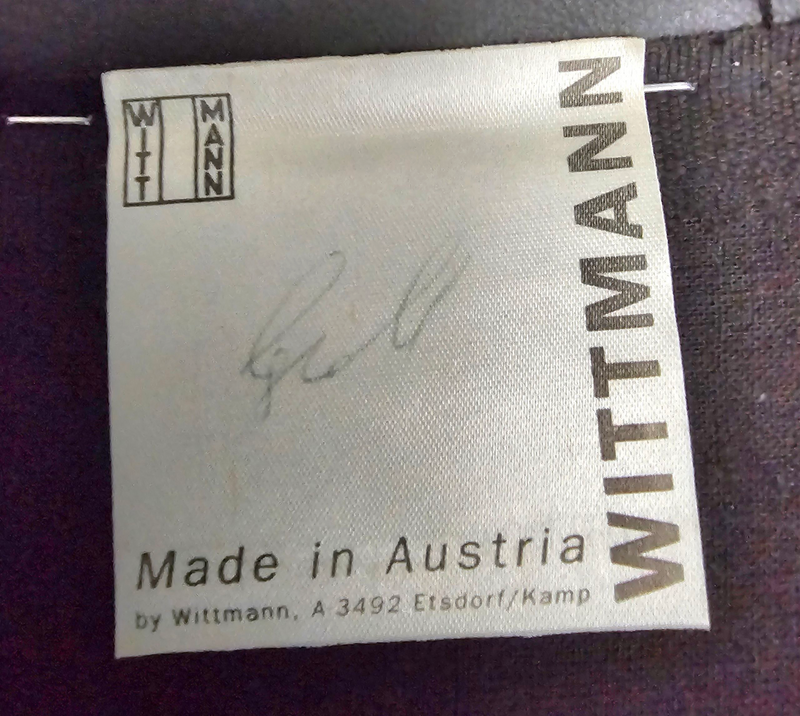 WITT MANN
WITTMANN
Made in Austria
by Wittmann, A 3492 Etsdorf/Kamp